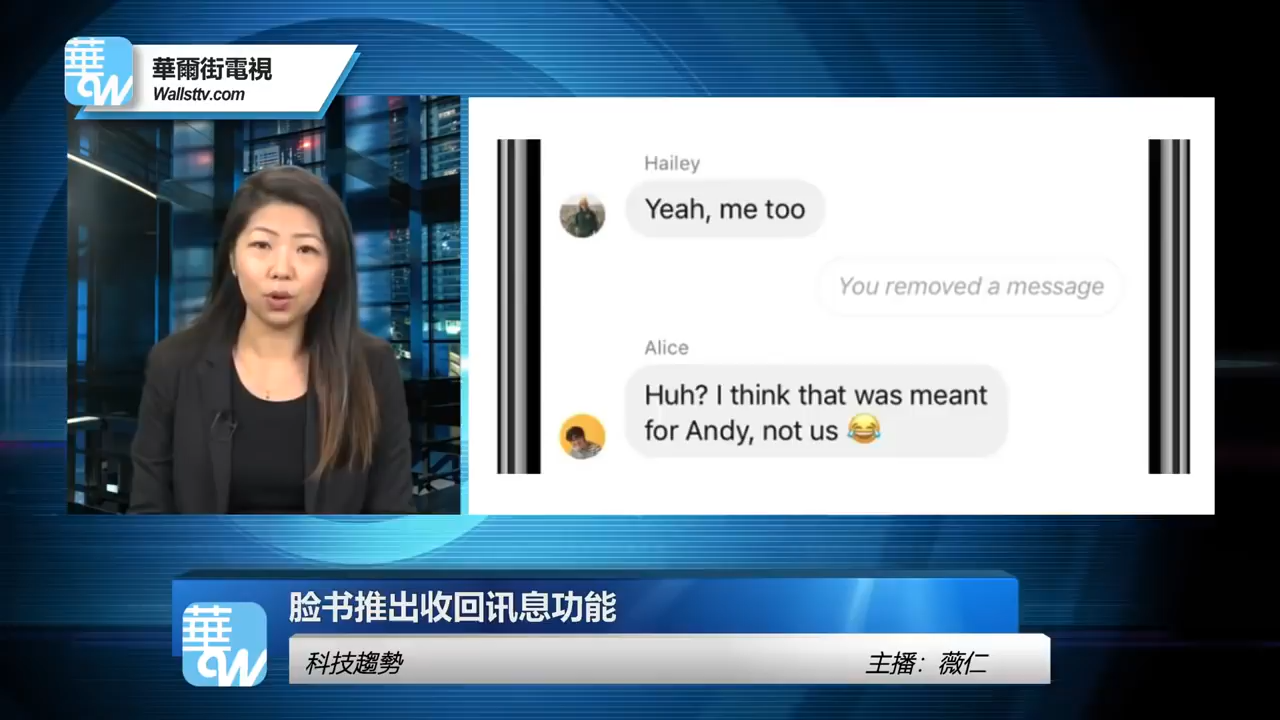 華
W
華爾街電視
Wallsttv.com
Hailey
Yeah, me too
You removed a message
Alice
Huh? I think that was meant
for Andy, not us 😂
脸书推出收回讯息功能
華
W
科技趨勢
主播：薇仁